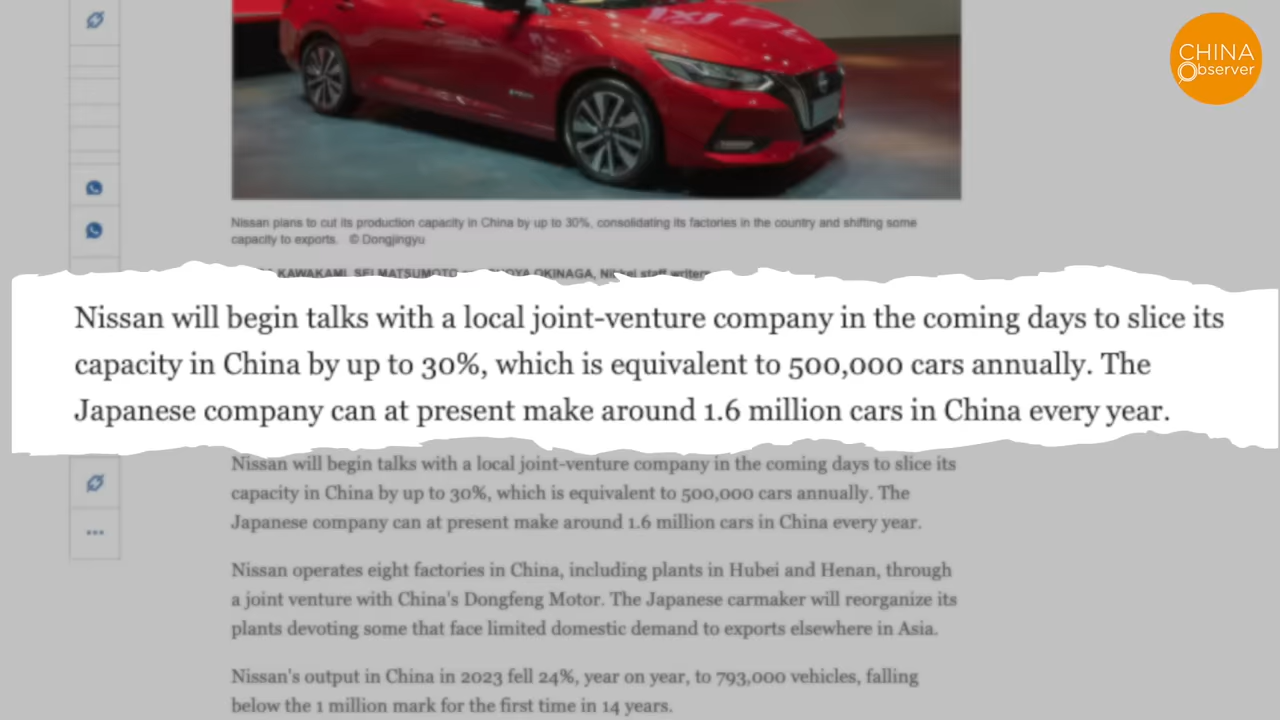 CHINA
Observer
Nissan plans to cut its production capacity in China by up to 30%, consolidating its factories in the country and shifting some
capacity to exports. © Dongjingyu
KAWAKAMI, SEI MATSUMOTO OKINAGA, Nikkei staff writers
Nissan will begin talks with a local joint-venture company in the coming days to slice its
capacity in China by up to 30%, which is equivalent to 500,000 cars annually. The
Japanese company can at present make around 1.6 million cars in China every year.
Nissan will begin talks with a local joint-venture company in the coming days to slice its
capacity in China by up to 30%, which is equivalent to 500,000 cars annually. The
Japanese company can at present make around 1.6 million cars in China every year.
Nissan operates eight factories in China, including plants in Hubei and Henan, through
a joint venture with China's Dongfeng Motor. The Japanese carmaker will reorganize its
plants devoting some that face limited domestic demand to exports elsewhere in Asia.
Nissan's output in China in 2023 fell 24%, year on year, to 793,000 vehicles, falling
below the 1 million mark for the first time in 14 years.